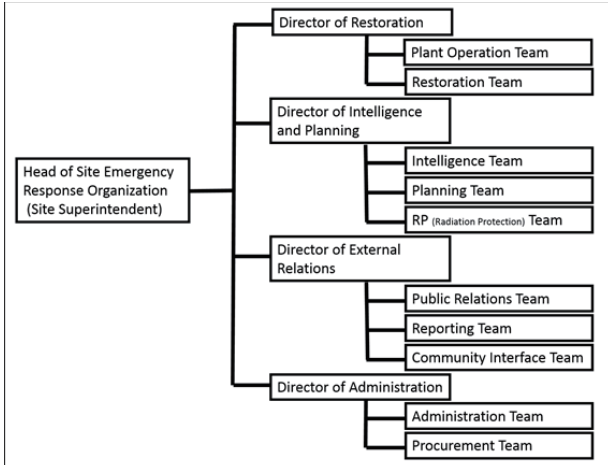 Director of Restoration
Plant Operation Team
Restoration Team
Director of Intelligence
and Planning
Intelligence Team
Planning Team
RP (Radiation Protection) Team
Head of Site Emergency
Response Organization
(Site Superintendent)
Director of External
Relations
Public Relations Team
Reporting Team
Community Interface Team
Director of Administration
Administration Team
Procurement Team